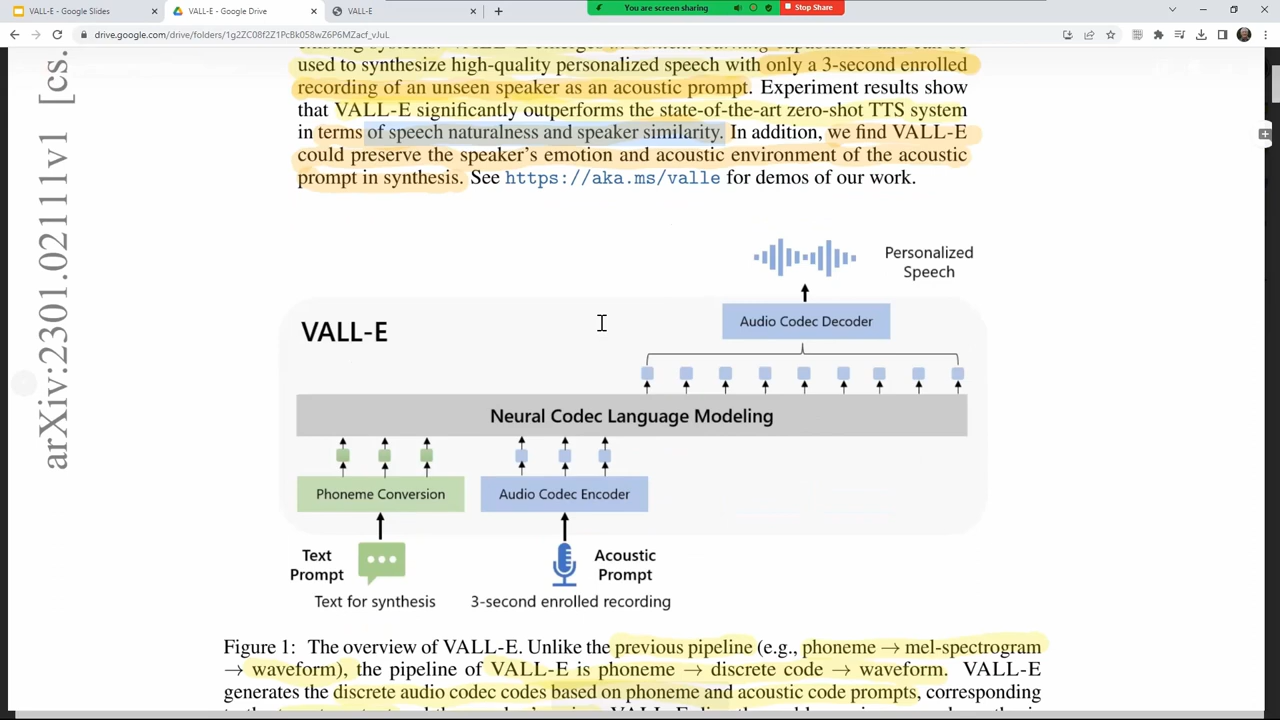 VALL-E - Google Slides
VALL-E - Google Drive
VALL-E
You are screen sharing
Stop Share
drive.google.com/drive/folders/1g2ZC08f2Z1PcBk058wZ6P6MZacf_vJuL
used to synthesize high-quality personalized speech with only a 3-second enrolled
recording of an unseen speaker as an acoustic prompt. Experiment results show
that VALL-E significantly outperforms the state-of-the-art zero-shot TTS system
in terms of speech naturalness and speaker similarity. In addition, we find VALL-E
could preserve the speaker's emotion and acoustic environment of the acoustic
prompt in synthesis. See https://aka.ms/valle for demos of our work.
arXiv:2301.02111v1 [cs.
Personalized
Speech
Audio Codec Decoder
VALL-E
Neural Codec Language Modeling
Phoneme Conversion
Audio Codec Encoder
Text
Prompt
Acoustic
Prompt
Text for synthesis
3-second enrolled recording
Figure 1: The overview of VALL-E. Unlike the previous pipeline (e.g., phoneme → mel-spectrogram
→ waveform), the pipeline of VALL-E is phoneme → discrete code → waveform. VALL-E
generates the discrete audio codec codes based on phoneme and acoustic code prompts, corresponding